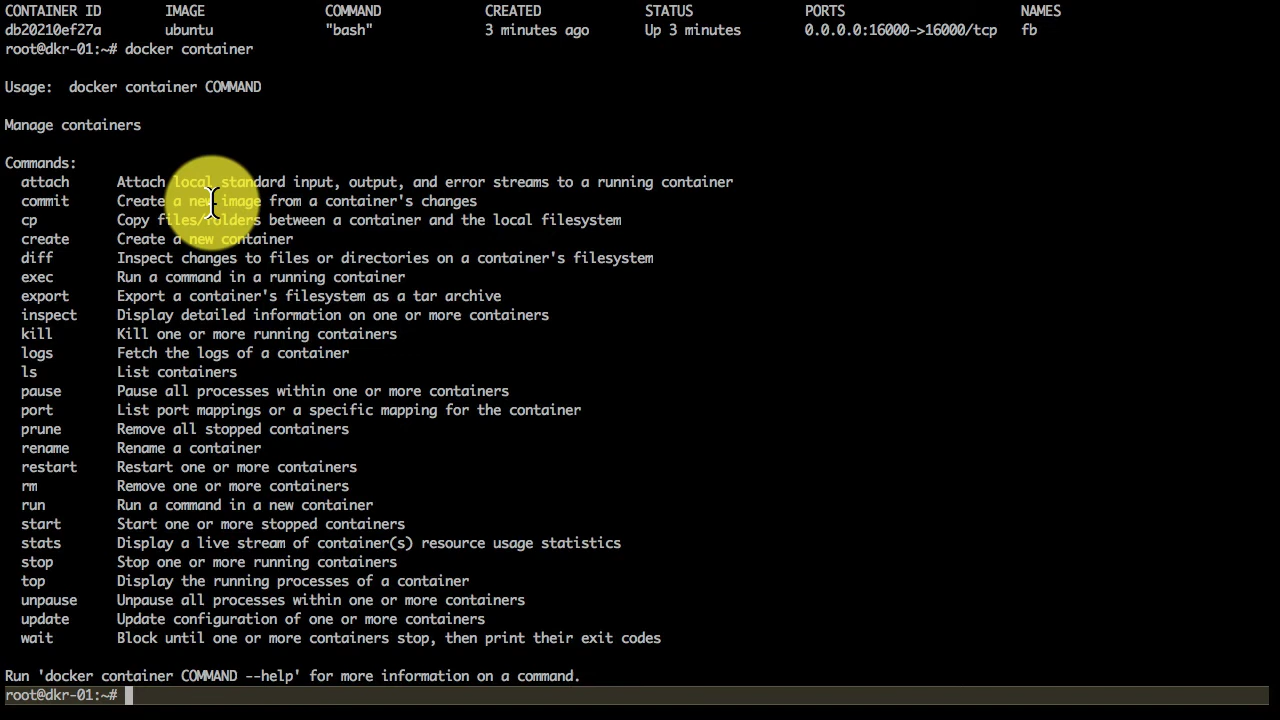 CONTAINER ID        IMAGE               COMMAND             CREATED             STATUS              PORTS                      NAMES
db20210ef27a        ubuntu              "bash"              3 minutes ago       Up 3 minutes        0.0.0.0:16000->16000/tcp   fb
root@dkr-01:~# docker container

Usage:  docker container COMMAND

Manage containers

Commands:
  attach      Attach local standard input, output, and error streams to a running container
  commit      Create a new image from a container's changes
  cp          Copy files/folders between a container and the local filesystem
  create      Create a new container
  diff        Inspect changes to files or directories on a container's filesystem
  exec        Run a command in a running container
  export      Export a container's filesystem as a tar archive
  inspect     Display detailed information on one or more containers
  kill        Kill one or more running containers
  logs        Fetch the logs of a container
  ls          List containers
  pause       Pause all processes within one or more containers
  port        List port mappings or a specific mapping for the container
  prune       Remove all stopped containers
  rename      Rename a container
  restart     Restart one or more containers
  rm          Remove one or more containers
  run         Run a command in a new container
  start       Start one or more stopped containers
  stats       Display a live stream of container(s) resource usage statistics
  stop        Stop one or more running containers
  top         Display the running processes of a container
  unpause     Unpause all processes within one or more containers
  update      Update configuration of one or more containers
  wait        Block until one or more containers stop, then print their exit codes

Run 'docker container COMMAND --help' for more information on a command.
root@dkr-01:~#